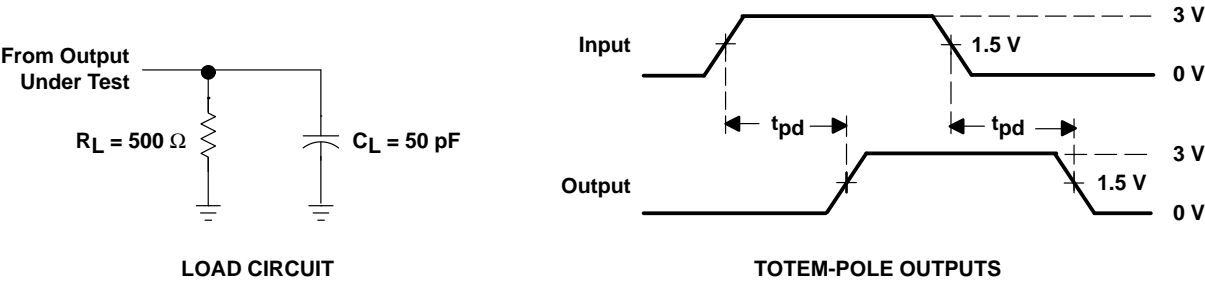 From Output
Under Test
RL = 500 Ω
CL = 50 pF
LOAD CIRCUIT
Input
3 V
1.5 V
0 V
tpd
tpd
Output
3 V
1.5 V
0 V
TOTEM-POLE OUTPUTS